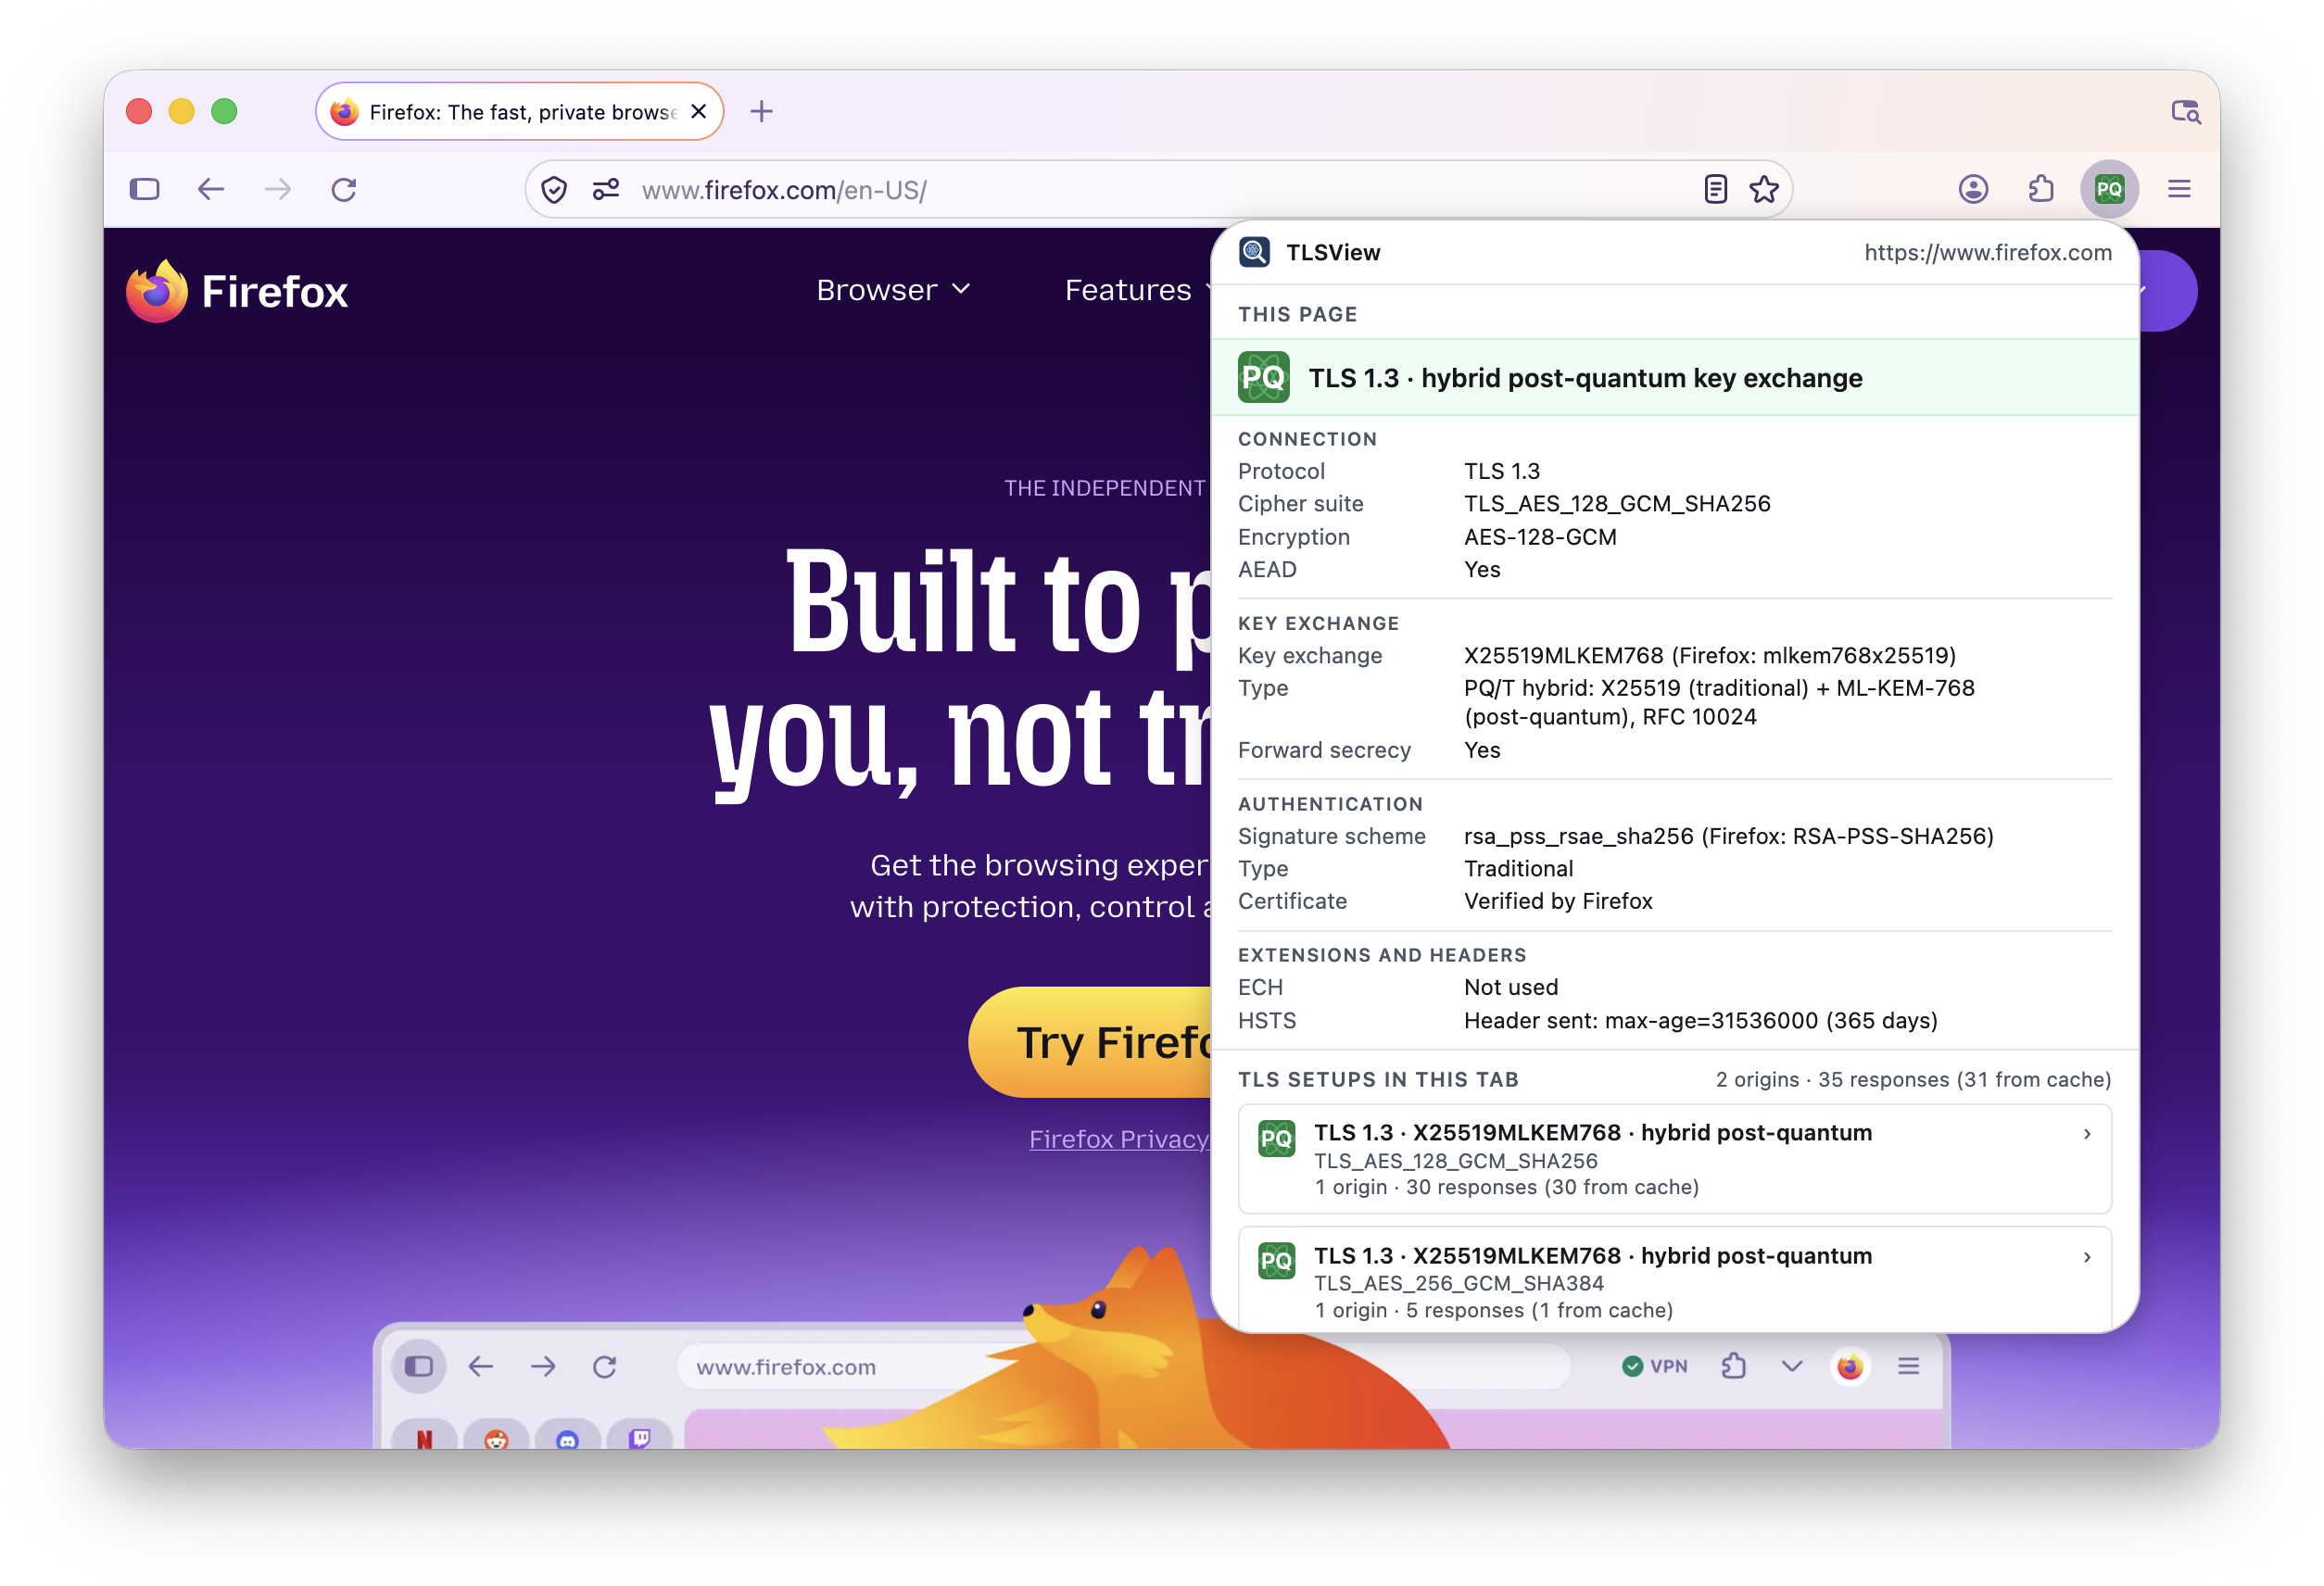 Firefox: The fast, private browse
www.firefox.com/en-US/
PQ
Firefox
Browser
Features
THE INDEPENDENT
Built to p
you, not tr
Get the browsing exper
with protection, control a
Try Firefo
Firefox Privacy
www.firefox.com
VPN
TLSView
https://www.firefox.com
THIS PAGE
PQ
TLS 1.3 · hybrid post-quantum key exchange
CONNECTION
Protocol TLS 1.3
Cipher suite TLS_AES_128_GCM_SHA256
Encryption AES-128-GCM
AEAD Yes
KEY EXCHANGE
Key exchange X25519MLKEM768 (Firefox: mlkem768x25519)
Type PQ/T hybrid: X25519 (traditional) + ML-KEM-768
(post-quantum), RFC 10024
Forward secrecy Yes
AUTHENTICATION
Signature scheme rsa_pss_rsae_sha256 (Firefox: RSA-PSS-SHA256)
Type Traditional
Certificate Verified by Firefox
EXTENSIONS AND HEADERS
ECH Not used
HSTS Header sent: max-age=31536000 (365 days)
TLS SETUPS IN THIS TAB 2 origins · 35 responses (31 from cache)
PQ
TLS 1.3 · X25519MLKEM768 · hybrid post-quantum
TLS_AES_128_GCM_SHA256
1 origin · 30 responses (30 from cache)
PQ
TLS 1.3 · X25519MLKEM768 · hybrid post-quantum
TLS_AES_256_GCM_SHA384
1 origin · 5 responses (1 from cache)